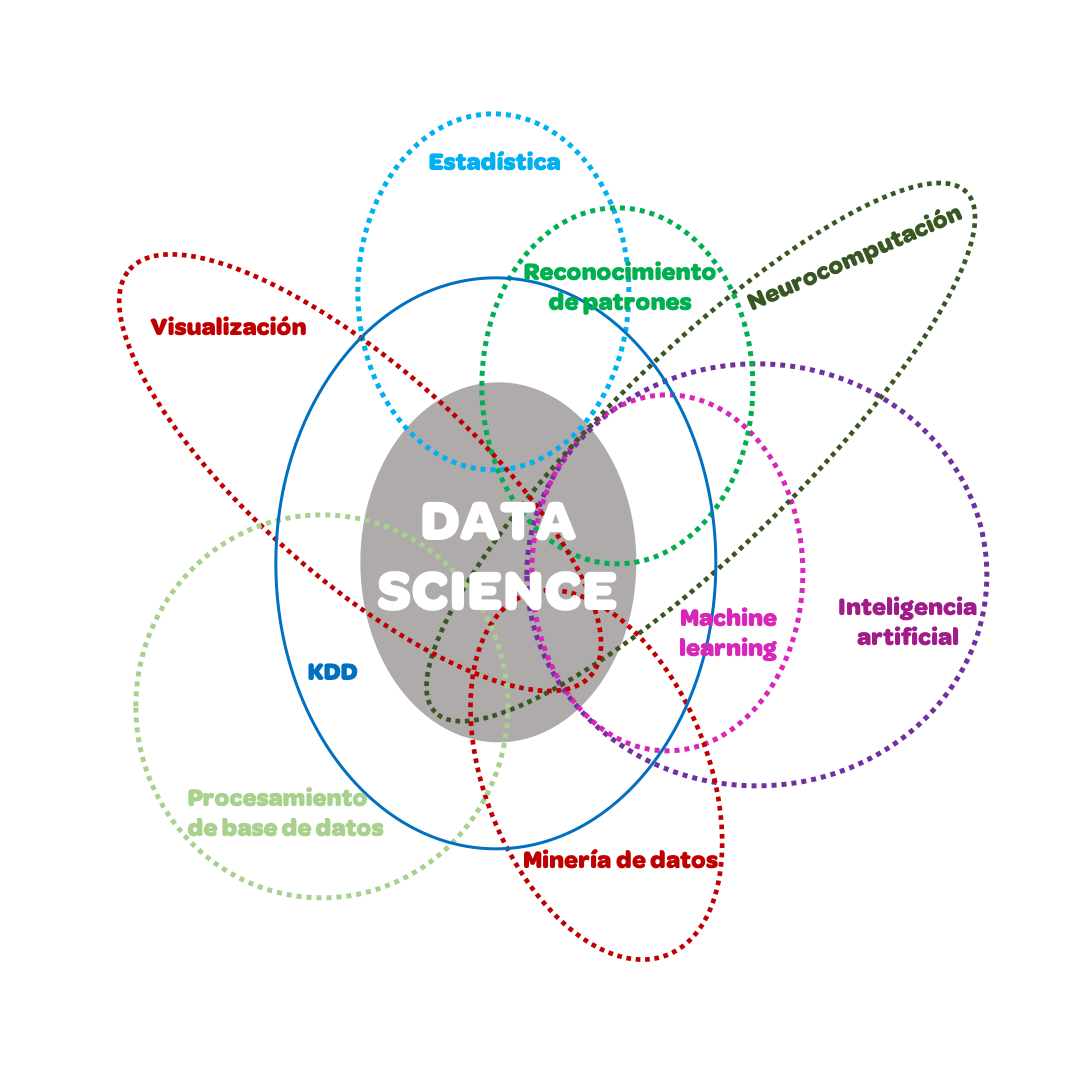 Estadística
Reconocimiento
de patrones
Neurocomputación
Visualización
DATA
SCIENCE
Machine
learning
Inteligencia
artificial
KDD
Procesamiento
de base de datos
Minería de datos